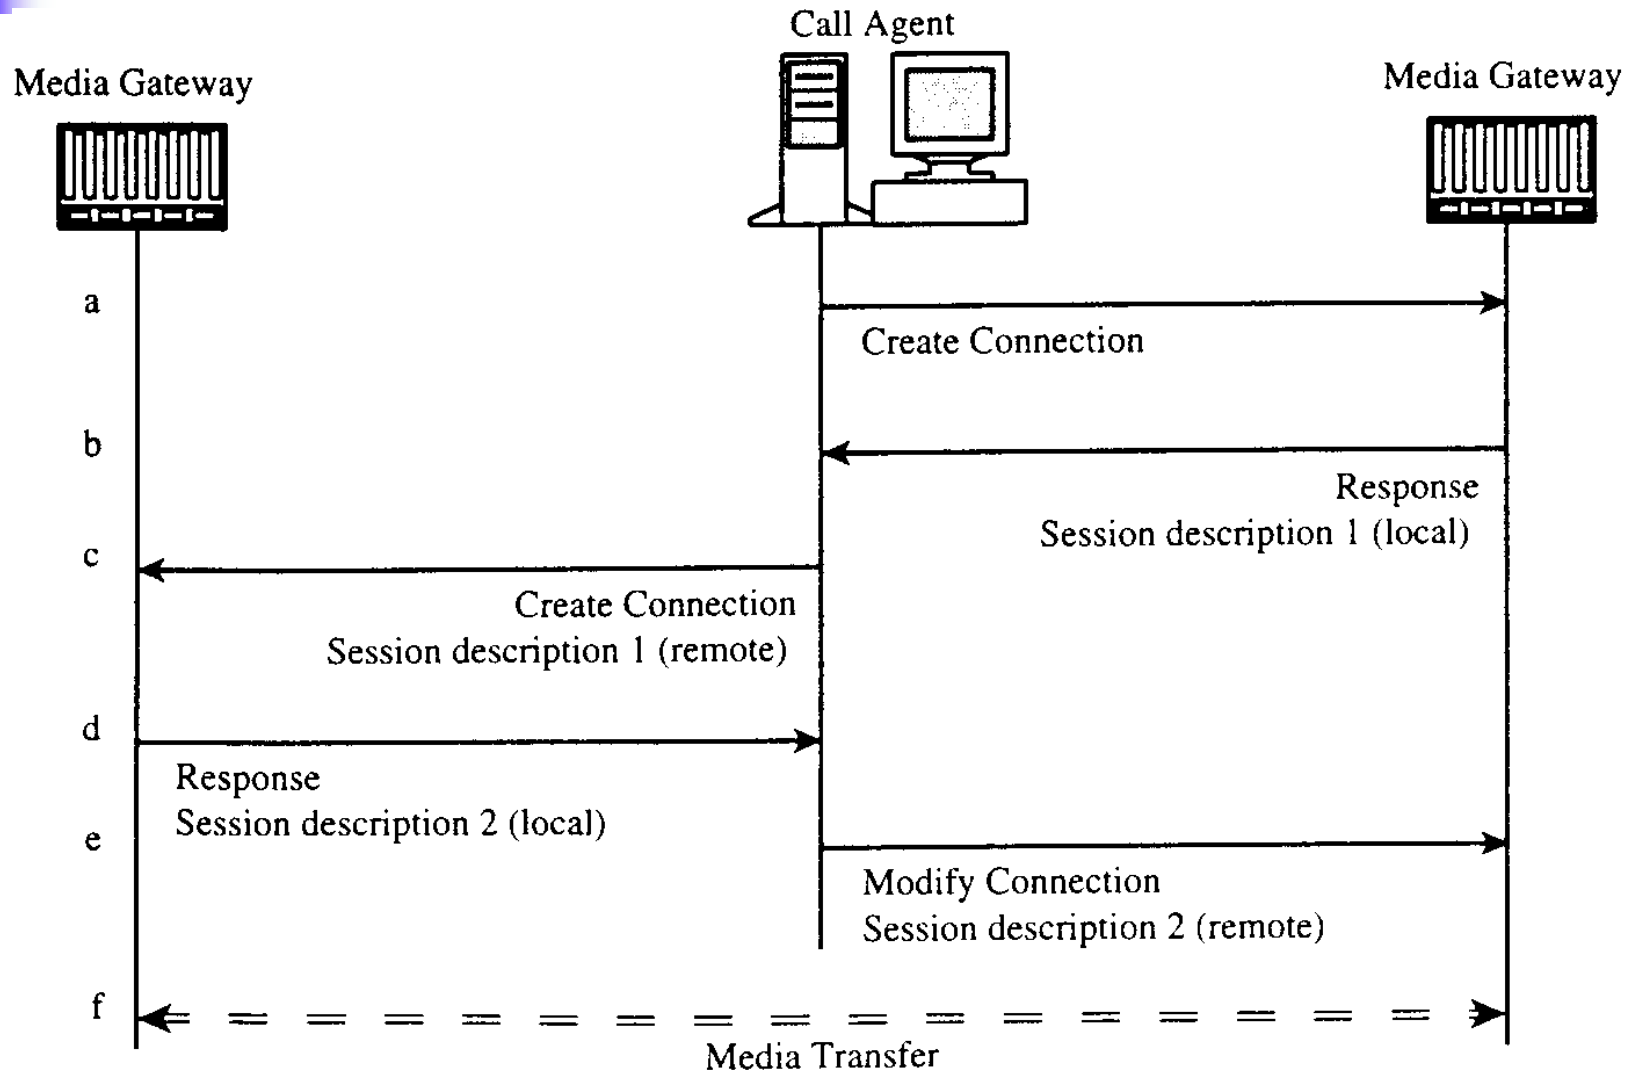 Call Agent
Media Gateway
Media Gateway
a
Create Connection
b
Response
Session description 1 (local)
c
Create Connection
Session description 1 (remote)
d
Response
Session description 2 (local)
e
Modify Connection
Session description 2 (remote)
f
Media Transfer